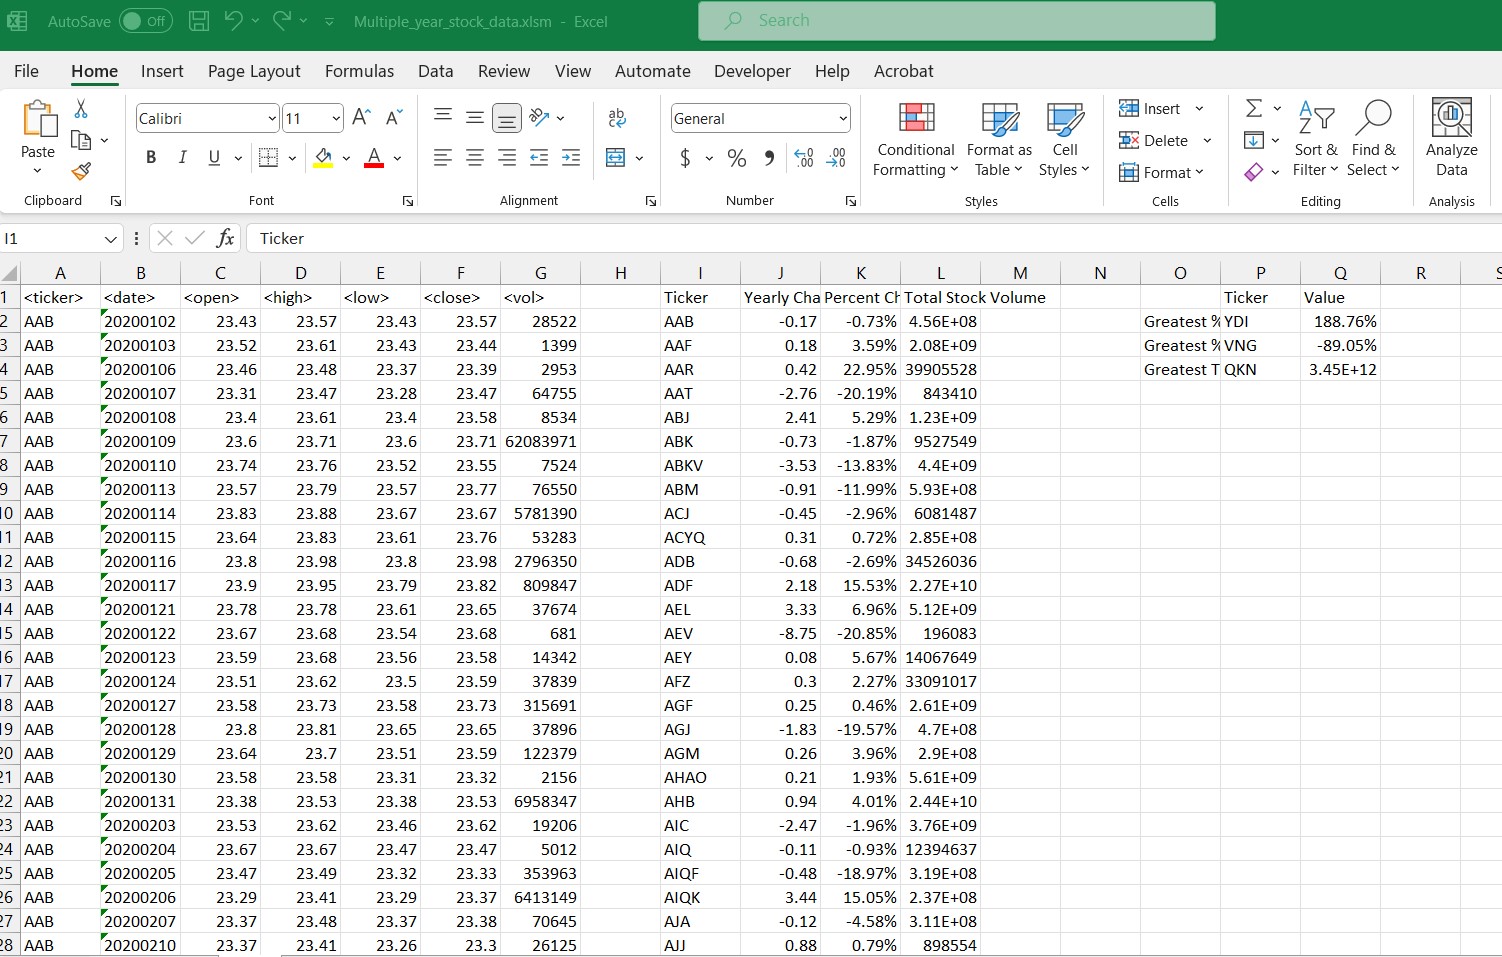 AutoSave Off Multiple_year_stock_data.xlsm - Excel Search
File Home Insert Page Layout Formulas Data Review View Automate Developer Help Acrobat
Paste
Clipboard
Calibri 11
B I U
Font
Alignment
General
$ % 
Number
Conditional Formatting
Format as Table
Cell Styles
Styles
Insert
Delete
Format
Cells
Sort & Filter
Find & Select
Editing
Analyze Data
Analysis
I1 fx Ticker
A B C D E F G H I J K L M N O P Q R S
1 <ticker> <date> <open> <high> <low> <close> <vol> Ticker Yearly Cha Percent Ch Total Stock Volume Ticker Value
2 AAB 20200102 23.43 23.57 23.43 23.57 28522 AAB -0.17 -0.73% 4.56E+08 Greatest % YDI 188.76%
3 AAB 20200103 23.52 23.61 23.43 23.44 1399 AAF 0.18 3.59% 2.08E+09 Greatest % VNG -89.05%
4 AAB 20200106 23.46 23.48 23.37 23.39 2953 AAR 0.42 22.95% 39905528 Greatest T QKN 3.45E+12
5 AAB 20200107 23.31 23.47 23.28 23.47 64755 AAT -2.76 -20.19% 843410
6 AAB 20200108 23.4 23.61 23.4 23.58 8534 ABJ 2.41 5.29% 1.23E+09
7 AAB 20200109 23.6 23.71 23.6 23.71 62083971 ABK -0.73 -1.87% 9527549
8 AAB 20200110 23.74 23.76 23.52 23.55 7524 ABKV -3.53 -13.83% 4.4E+09
9 AAB 20200113 23.57 23.79 23.57 23.77 76550 ABM -0.91 -11.99% 5.93E+08
10 AAB 20200114 23.83 23.88 23.67 23.67 5781390 ACJ -0.45 -2.96% 6081487
11 AAB 20200115 23.64 23.83 23.61 23.76 53283 ACYQ 0.31 0.72% 2.85E+08
12 AAB 20200116 23.8 23.98 23.8 23.98 2796350 ADB -0.68 -2.69% 34526036
13 AAB 20200117 23.9 23.95 23.79 23.82 809847 ADF 2.18 15.53% 2.27E+10
14 AAB 20200121 23.78 23.78 23.61 23.65 37674 AEL 3.33 6.96% 5.12E+09
15 AAB 20200122 23.67 23.68 23.54 23.68 681 AEV -8.75 -20.85% 196083
16 AAB 20200123 23.59 23.68 23.56 23.58 14342 AEY 0.08 5.67% 14067649
17 AAB 20200124 23.51 23.62 23.5 23.59 37839 AFZ 0.3 2.27% 33091017
18 AAB 20200127 23.58 23.73 23.58 23.73 315691 AGF 0.25 0.46% 2.61E+09
19 AAB 20200128 23.8 23.81 23.65 23.65 37896 AGJ -1.83 -19.57% 4.7E+08
20 AAB 20200129 23.64 23.7 23.51 23.59 122379 AGM 0.26 3.96% 2.9E+08
21 AAB 20200130 23.58 23.58 23.31 23.32 2156 AHAO 0.21 1.93% 5.61E+09
22 AAB 20200131 23.38 23.53 23.38 23.53 6958347 AHB 0.94 4.01% 2.44E+10
23 AAB 20200203 23.53 23.62 23.46 23.62 19206 AIC -2.47 -1.96% 3.76E+09
24 AAB 20200204 23.67 23.67 23.47 23.47 5012 AIQ -0.11 -0.93% 12394637
25 AAB 20200205 23.47 23.49 23.32 23.33 353963 AIQF -0.48 -18.97% 3.19E+08
26 AAB 20200206 23.29 23.41 23.29 23.37 6413149 AIQK 3.44 15.05% 2.37E+08
27 AAB 20200207 23.37 23.48 23.37 23.38 70645 AJA -0.12 -4.58% 3.11E+08
28 AAB 20200210 23.37 23.41 23.26 23.3 26125 AJJ 0.88 0.79% 898554